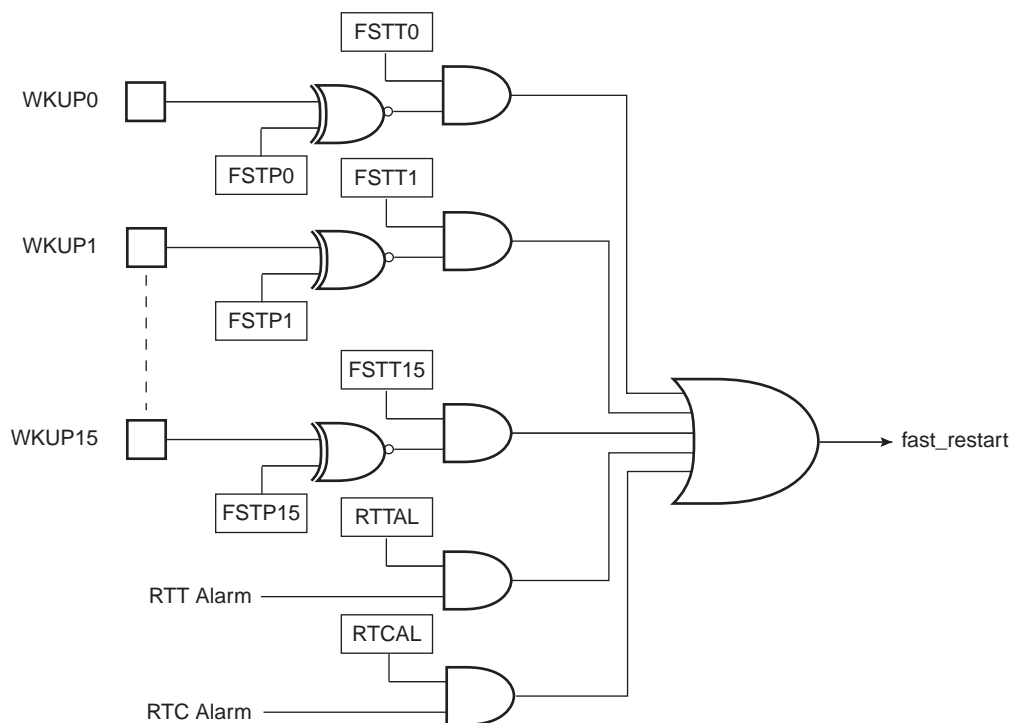 FSTT0
WKUP0
FSTP0
FSTT1
WKUP1
FSTP1
FSTT15
WKUP15
fast_restart
FSTP15
RTTAL
RTT Alarm
RTCAL
RTC Alarm